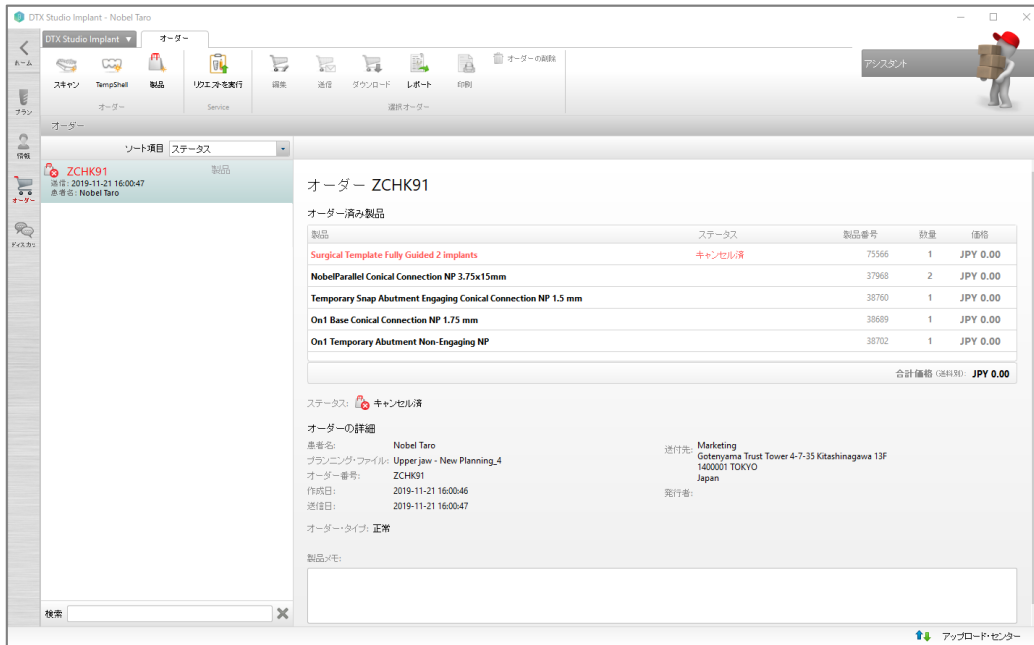 DTX Studio Implant - Nobel Taro
DTX Studio Implant ▼ オーダー
ホーム
プラン
情報
オーダー
スキャン TempShell 製品 リクエストを実行 編集 送信 ダウンロード レポート 印刷 オーダーの削除
オーダー Service 選択オーダー
アシスタント
オーダー
ソート項目 ステータス
ZCHK91 製品
送信: 2019-11-21 16:00:47
患者名: Nobel Taro
オーダー ZCHK91
オーダー済み製品
製品 ステータス 製品番号 数量 価格
Surgical Template Fully Guided 2 implants キャンセル済 75566 1 JPY 0.00
NobelParallel Conical Connection NP 3.75x15mm 37968 2 JPY 0.00
Temporary Snap Abutment Engaging Conical Connection NP 1.5 mm 38760 1 JPY 0.00
On1 Base Conical Connection NP 1.75 mm 38689 1 JPY 0.00
On1 Temporary Abutment Non-Engaging NP 38702 1 JPY 0.00
合計価格 (送料別): JPY 0.00
ステータス: キャンセル済
オーダーの詳細
患者名: Nobel Taro
プランニング・ファイル: Upper jaw - New Planning_4
オーダー番号: ZCHK91
作成日: 2019-11-21 16:00:46
送信日: 2019-11-21 16:00:47
オーダー・タイプ: 正常
送付先: Marketing
Gotenyama Trust Tower 4-7-35 Kitashinagawa 13F
1400001 TOKYO
Japan
発行者:
製品メモ:
検索
アップロード・センター